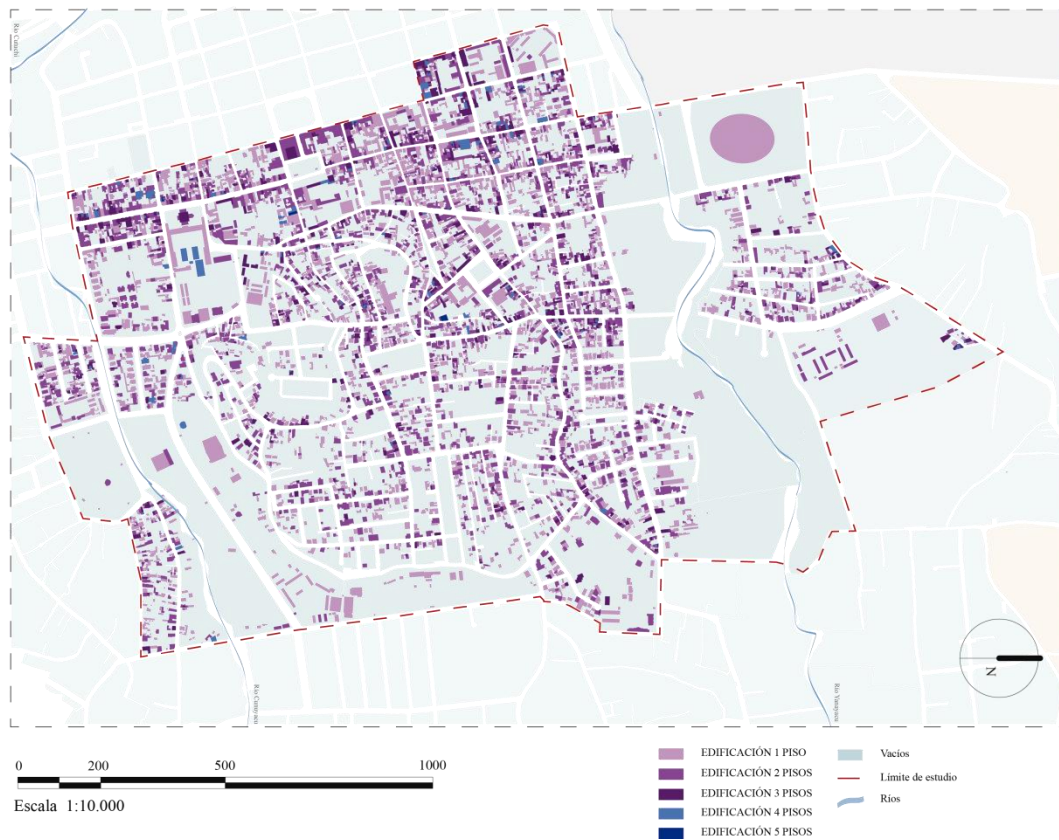 Río Cutuchi
N
Río Cunuyacu
Río Yanayacu
0 200 500 1000
Escala 1:10.000
EDIFICACIÓN 1 PISO
EDIFICACIÓN 2 PISOS
EDIFICACIÓN 3 PISOS
EDIFICACIÓN 4 PISOS
EDIFICACIÓN 5 PISOS
Vacíos
Límite de estudio
Ríos